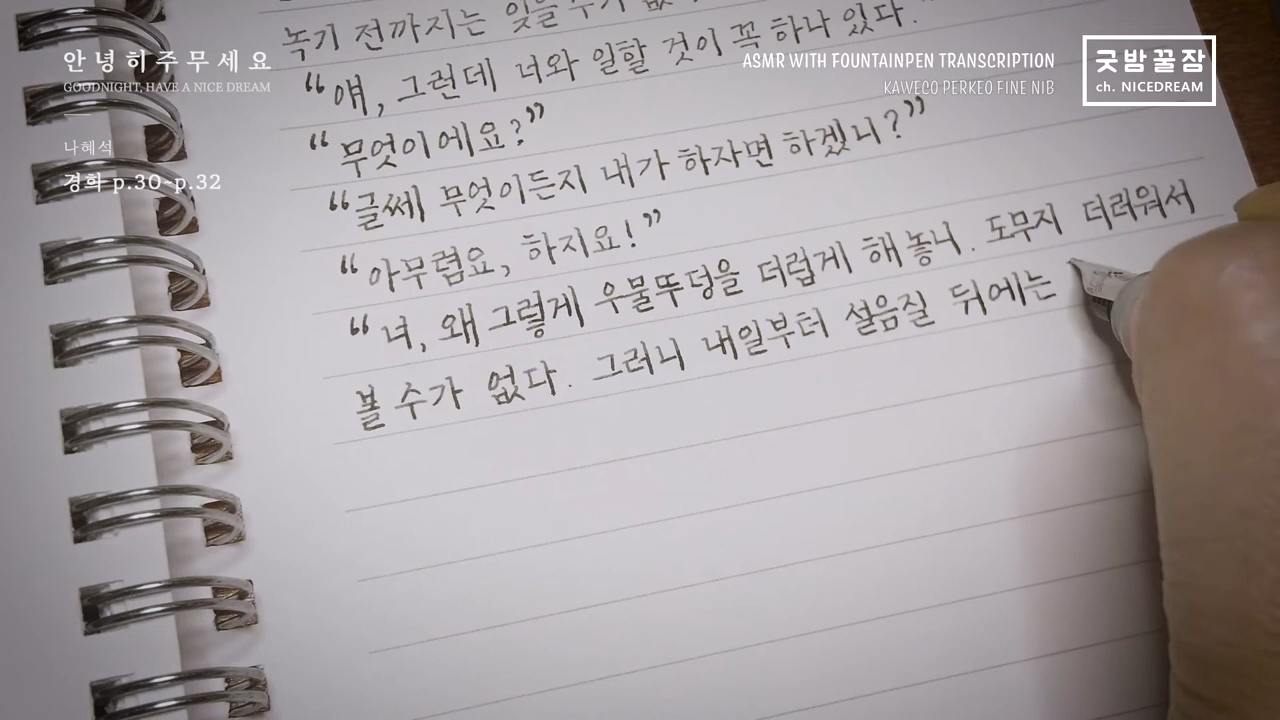 안녕히주무세요
GOODNIGHT, HAVE A NICE DREAM
나혜석
경희 p.30~p.32
ASMR WITH FOUNTAINPEN TRANSCRIPTION
KAWECO PERKEO FINE NIB
굿밤꿀잠
ch. NICEDREAM
녹기 전까지는 잊을 수가 없
“얘, 그런데 너와 일할 것이 꼭 하나 있다.”
“무엇이에요?”
“글쎄 무엇이든지 내가 하자면 하겠니?”
“아무렴요, 하지요!”
“너, 왜 그렇게 우물뚜덩을 더럽게 해 놓니. 도무지 더러워서
볼 수가 없다. 그러니 내일부터 설음질 뒤에는